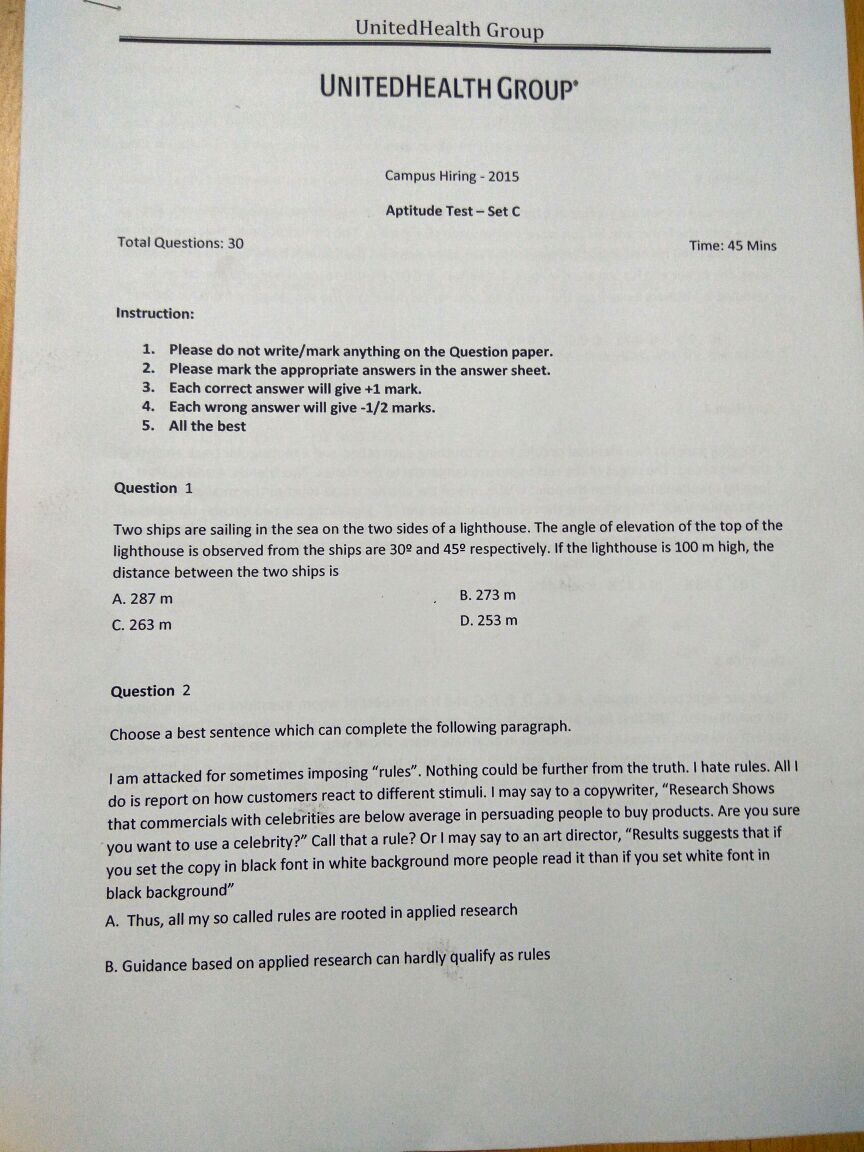 UnitedHealth Group
UNITEDHEALTH GROUP®
Campus Hiring - 2015
Aptitude Test – Set C
Total Questions: 30 Time: 45 Mins
Instruction:
1. Please do not write/mark anything on the Question paper.
2. Please mark the appropriate answers in the answer sheet.
3. Each correct answer will give +1 mark.
4. Each wrong answer will give -1/2 marks.
5. All the best
Question 1
Two ships are sailing in the sea on the two sides of a lighthouse. The angle of elevation of the top of the
lighthouse is observed from the ships are 30º and 45º respectively. If the lighthouse is 100 m high, the
distance between the two ships is
A. 287 m B. 273 m
C. 263 m D. 253 m
Question 2
Choose a best sentence which can complete the following paragraph.
I am attacked for sometimes imposing “rules”. Nothing could be further from the truth. I hate rules. All I
do is report on how customers react to different stimuli. I may say to a copywriter, “Research Shows
that commercials with celebrities are below average in persuading people to buy products. Are you sure
you want to use a celebrity?” Call that a rule? Or I may say to an art director, “Results suggests that if
you set the copy in black font in white background more people read it than if you set white font in
black background”
A. Thus, all my so called rules are rooted in applied research
B. Guidance based on applied research can hardly qualify as rules